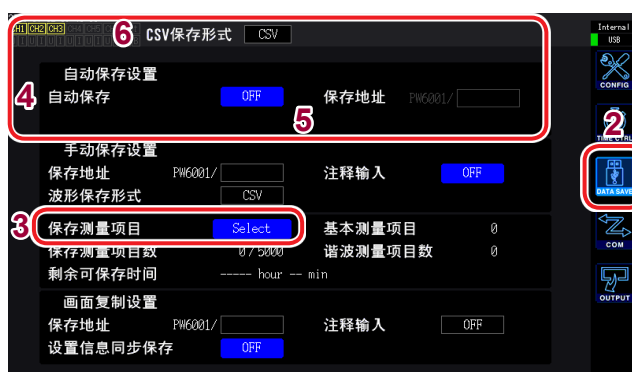 CH1 CH2 CH3
6 CSV保存形式 CSV
Internal
USB
CONFIG
自动保存设置
4 自动保存 OFF 保存地址 PW6001/
5
2
TIME CTRL
手动保存设置
保存地址 PW6001/ 注释输入 OFF
波形保存形式 CSV
DATA SAVE
3 保存测量项目 Select 基本测量项目 0
保存测量项目数 0 / 5000 谐波测量项目数 0
COM
剩余可保存时间 ----- hour -- min
画面复制设置
OUTPUT
保存地址 PW6001/ 注释输入 OFF
设置信息同步保存 OFF